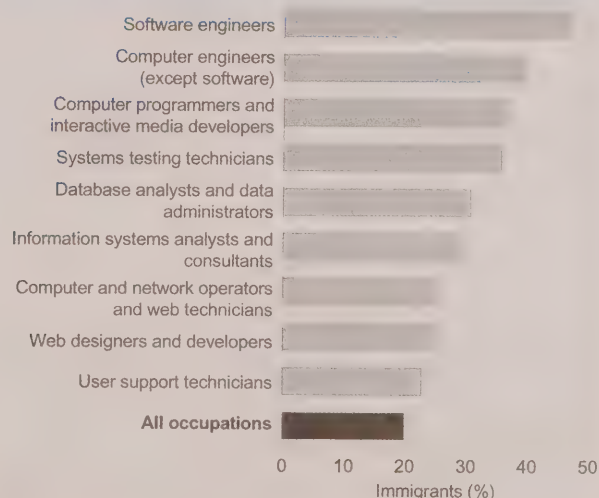 Software engineers
Computer engineers
(except software)
Computer programmers and
interactive media developers
Systems testing technicians
Database analysts and data
administrators
Information systems analysts and
consultants
Computer and network operators
and web technicians
Web designers and developers
User support technicians
All occupations
0 10 20 30 40 50
Immigrants (%)